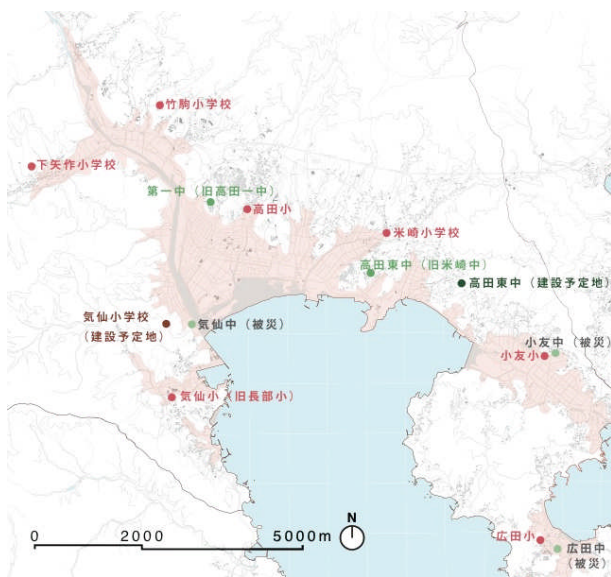 竹駒小学校
下矢作小学校
第一中（旧高田一中）
高田小
米崎小学校
高田東中（旧米崎中）
高田東中（建設予定地）
気仙小学校
（建設予定地）
気仙中（被災）
小友中（被災）
小友小
気仙小（旧長部小）
広田小
広田中
（被災）
N
0 2000 5000m